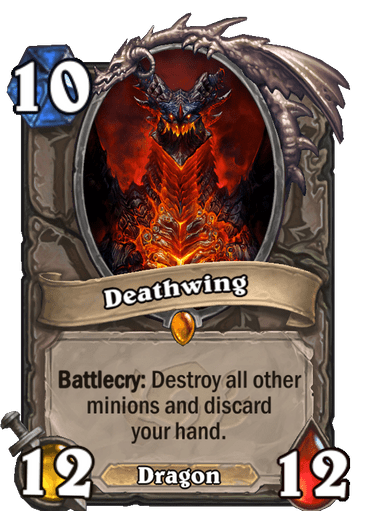 10
Deathwing
Battlecry: Destroy all other
minions and discard
your hand.
12
Dragon
12